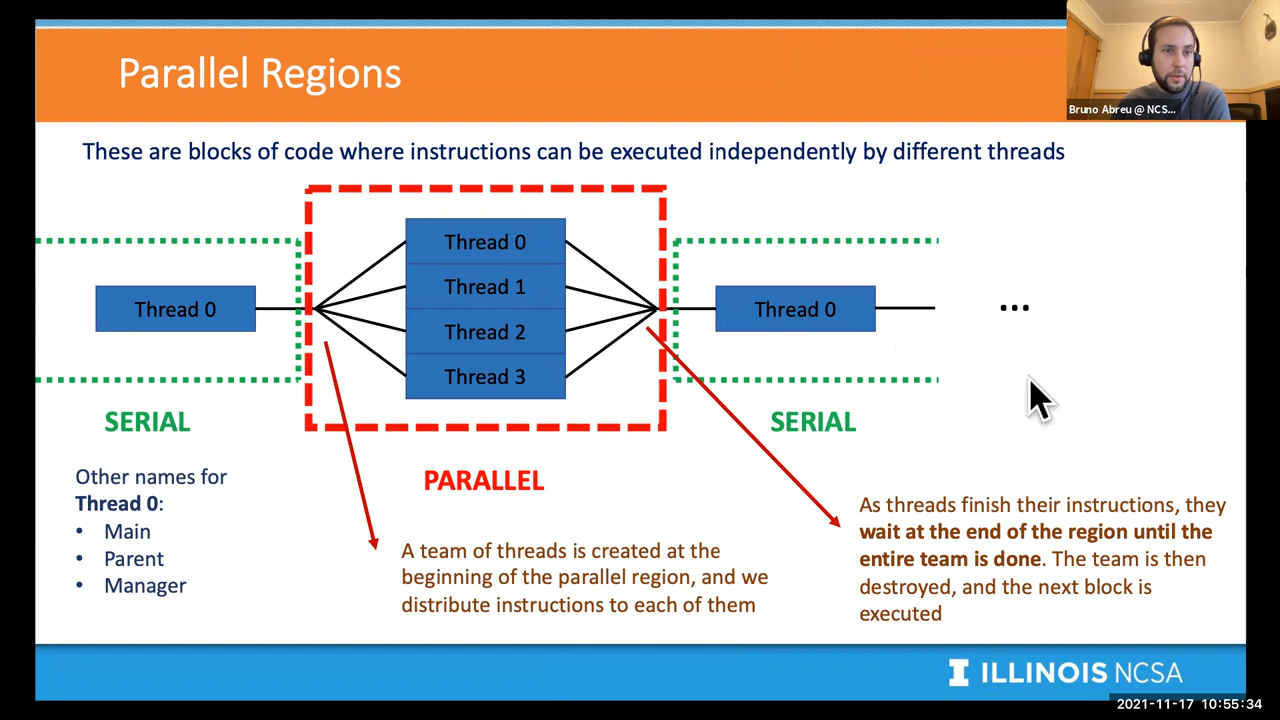 Parallel Regions
Bruno Abreu @ NCS...
These are blocks of code where instructions can be executed independently by different threads
Thread 0
Thread 0
Thread 1
Thread 2
Thread 3
Thread 0
...
SERIAL
PARALLEL
SERIAL
Other names for
Thread 0:
• Main
• Parent
• Manager
A team of threads is created at the
beginning of the parallel region, and we
distribute instructions to each of them
As threads finish their instructions, they
wait at the end of the region until the
entire team is done. The team is then
destroyed, and the next block is
executed
I ILLINOIS NCSA
2021-11-17 10:55:34